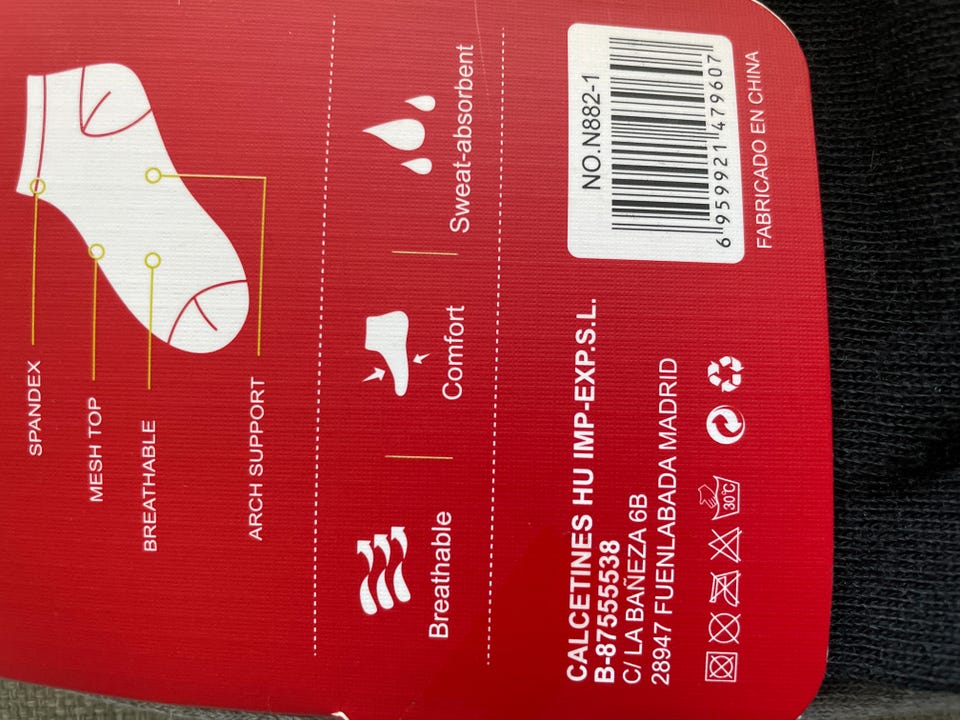 SPANDEX
MESH TOP
BREATHABLE
ARCH SUPPORT
Breathable
Comfort
Sweat-absorbent
CALCETINES HU IMP-EXP.S.L.
B-87555538
C/ LA BAÑEZA 6B
28947 FUENLABADA MADRID
30℃
NO.N882-1
6 959921 479607
FABRICADO EN CHINA